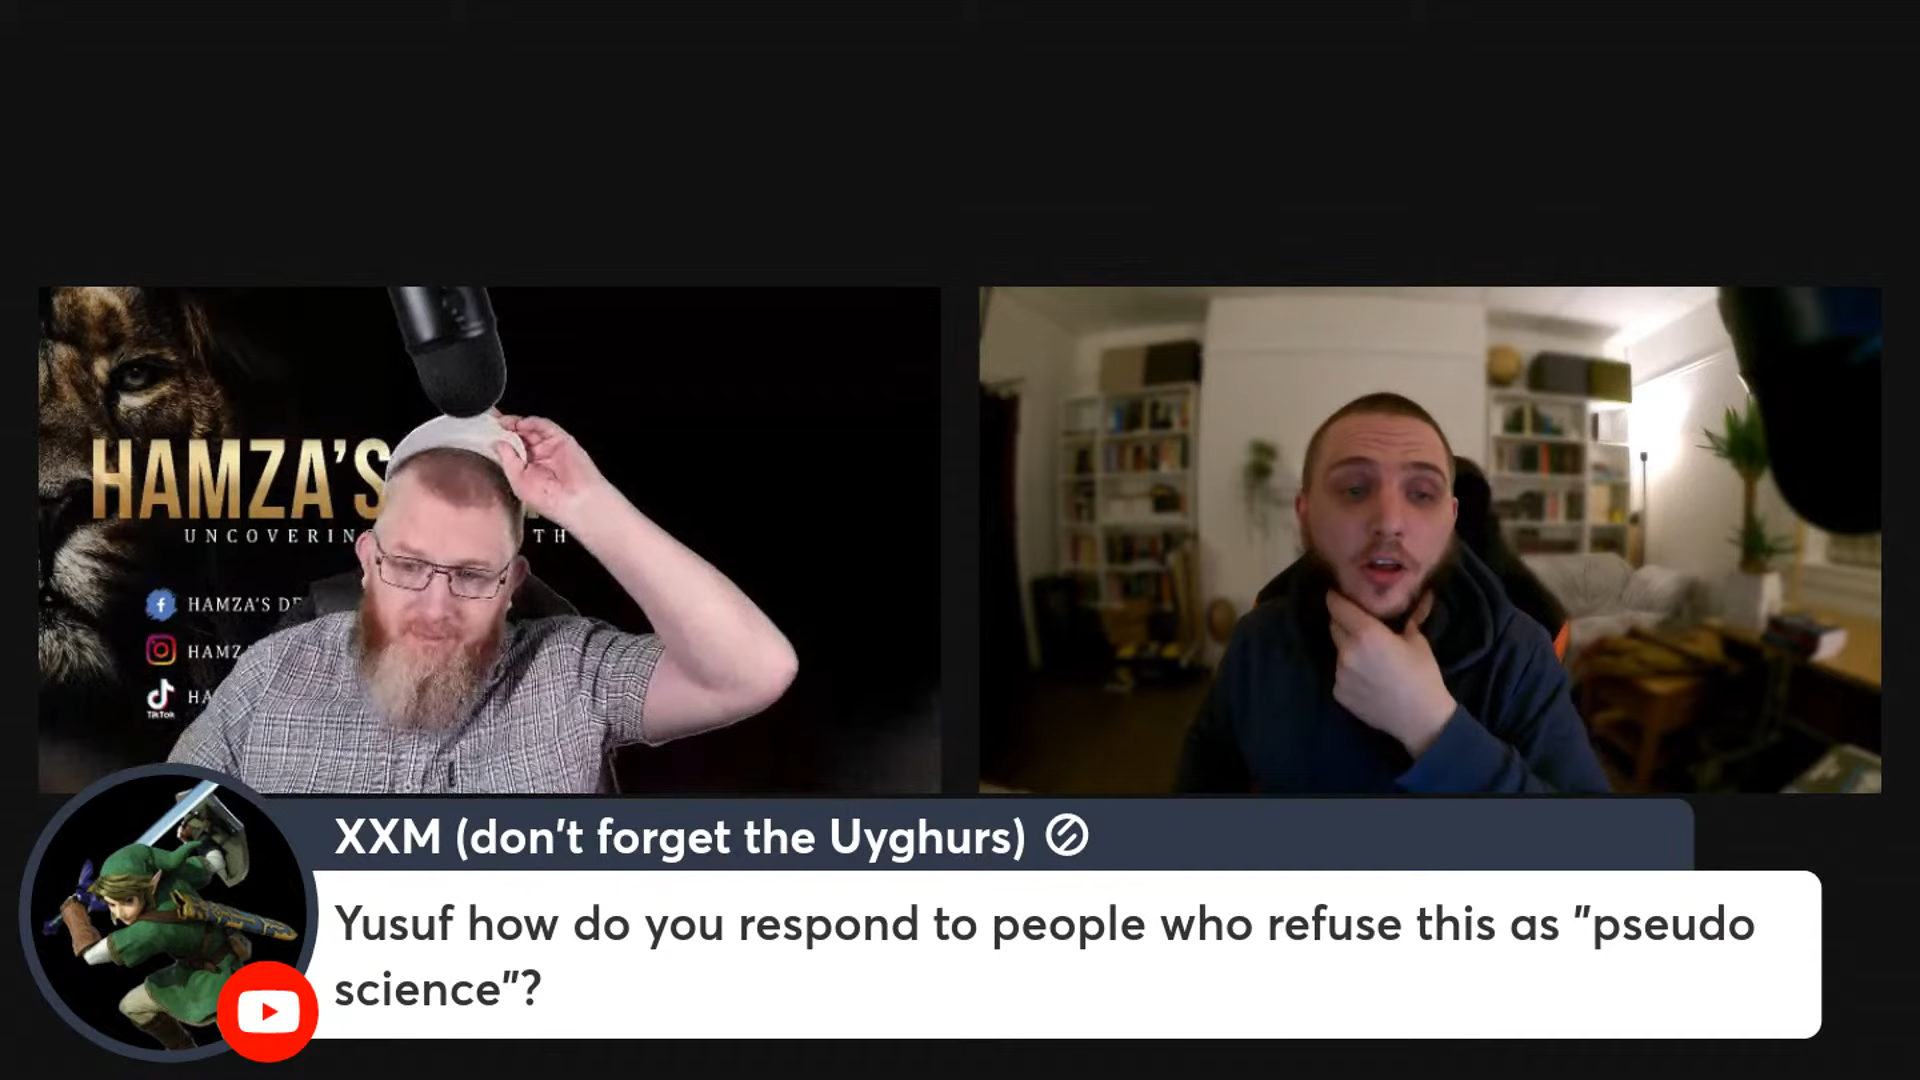 HAMZA'S
UNCOVERIN TH
HAMZA'S DE
HAMZ
HA
TikTok
XXM (don't forget the Uyghurs)
Yusuf how do you respond to people who refuse this as "pseudo
science"?